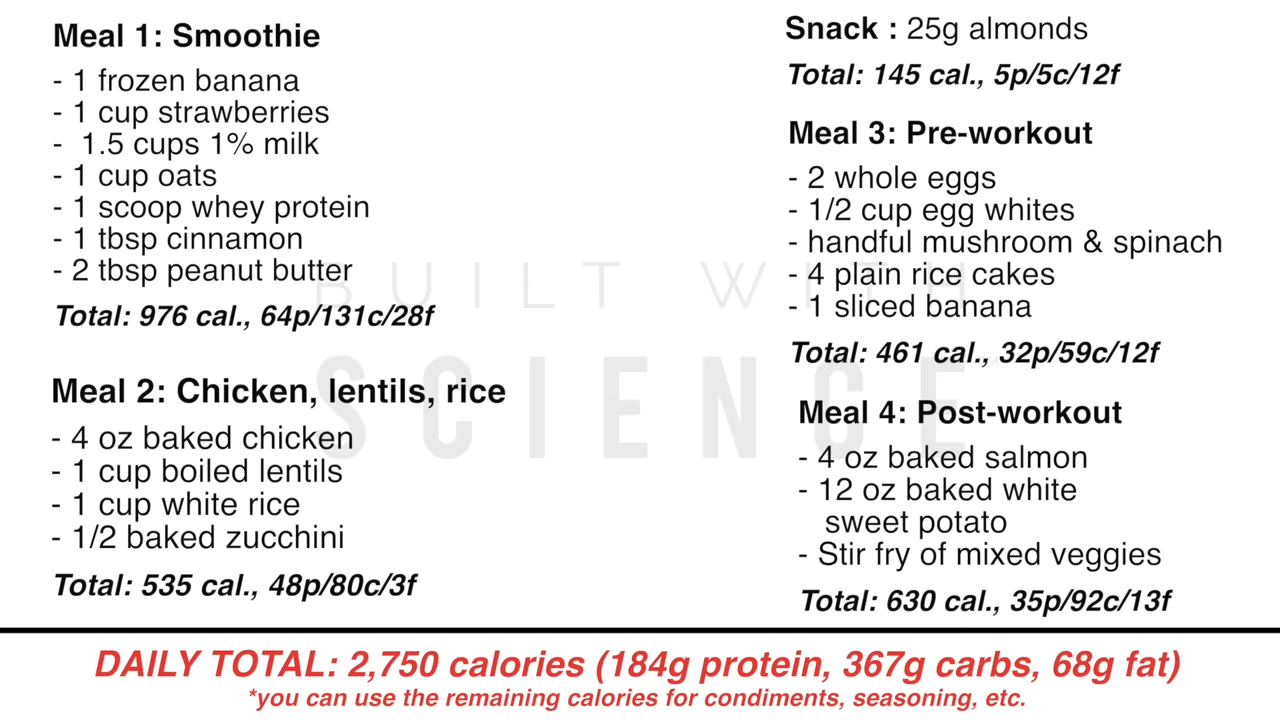 Meal 1: Smoothie
- 1 frozen banana
- 1 cup strawberries
- 1.5 cups 1% milk
- 1 cup oats
- 1 scoop whey protein
- 1 tbsp cinnamon
- 2 tbsp peanut butter
Total: 976 cal., 64p/131c/28f
Meal 2: Chicken, lentils, rice
- 4 oz baked chicken
- 1 cup boiled lentils
- 1 cup white rice
- 1/2 baked zucchini
Total: 535 cal., 48p/80c/3f
Snack : 25g almonds
Total: 145 cal., 5p/5c/12f
Meal 3: Pre-workout
- 2 whole eggs
- 1/2 cup egg whites
- handful mushroom & spinach
- 4 plain rice cakes
- 1 sliced banana
Total: 461 cal., 32p/59c/12f
Meal 4: Post-workout
- 4 oz baked salmon
- 12 oz baked white
sweet potato
- Stir fry of mixed veggies
Total: 630 cal., 35p/92c/13f
BUILT WITH
SCIENCE
DAILY TOTAL: 2,750 calories (184g protein, 367g carbs, 68g fat)
*you can use the remaining calories for condiments, seasoning, etc.